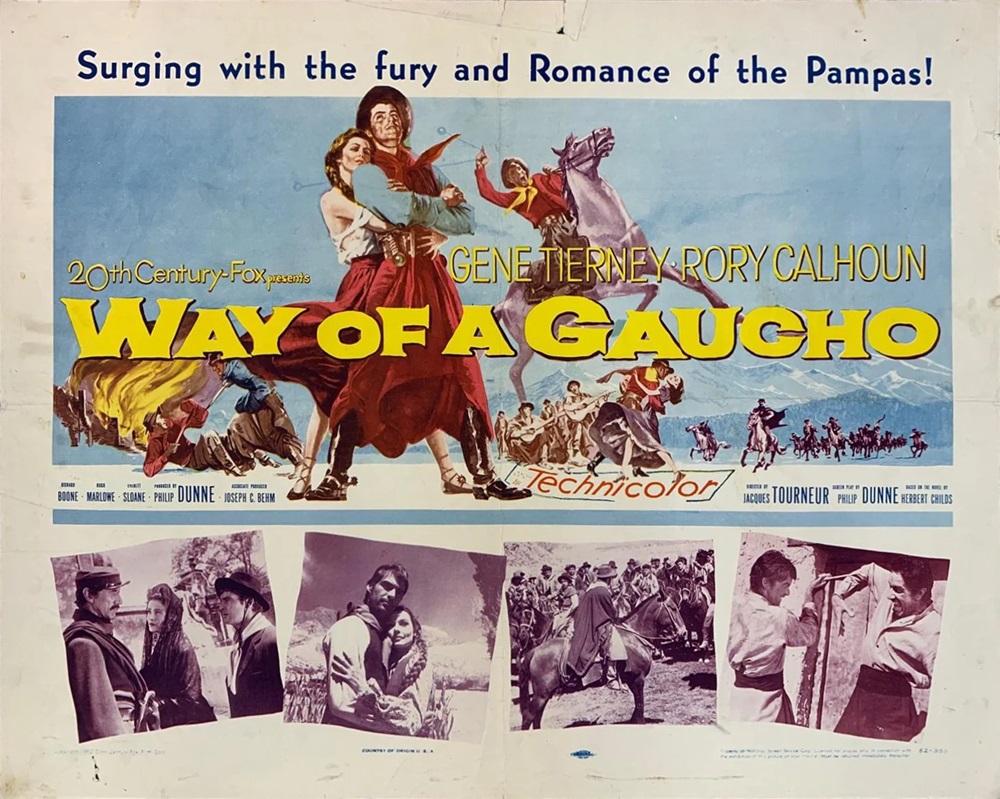 Surging with the fury and Romance of the Pampas!
20th Century-Fox presents
GENE TIERNEY · RORY CALHOUN
WAY OF A GAUCHO
Technicolor
RICHARD BOONE · HUGH MARLOWE · EVERETT SLOANE · PRODUCED BY PHILIP DUNNE · ASSOCIATE PRODUCER JOSEPH C. BEHM
DIRECTED BY JACQUES TOURNEUR · SCREEN PLAY BY PHILIP DUNNE BASED ON THE NOVEL BY HERBERT CHILDS
COUNTRY OF ORIGIN U.S.A.